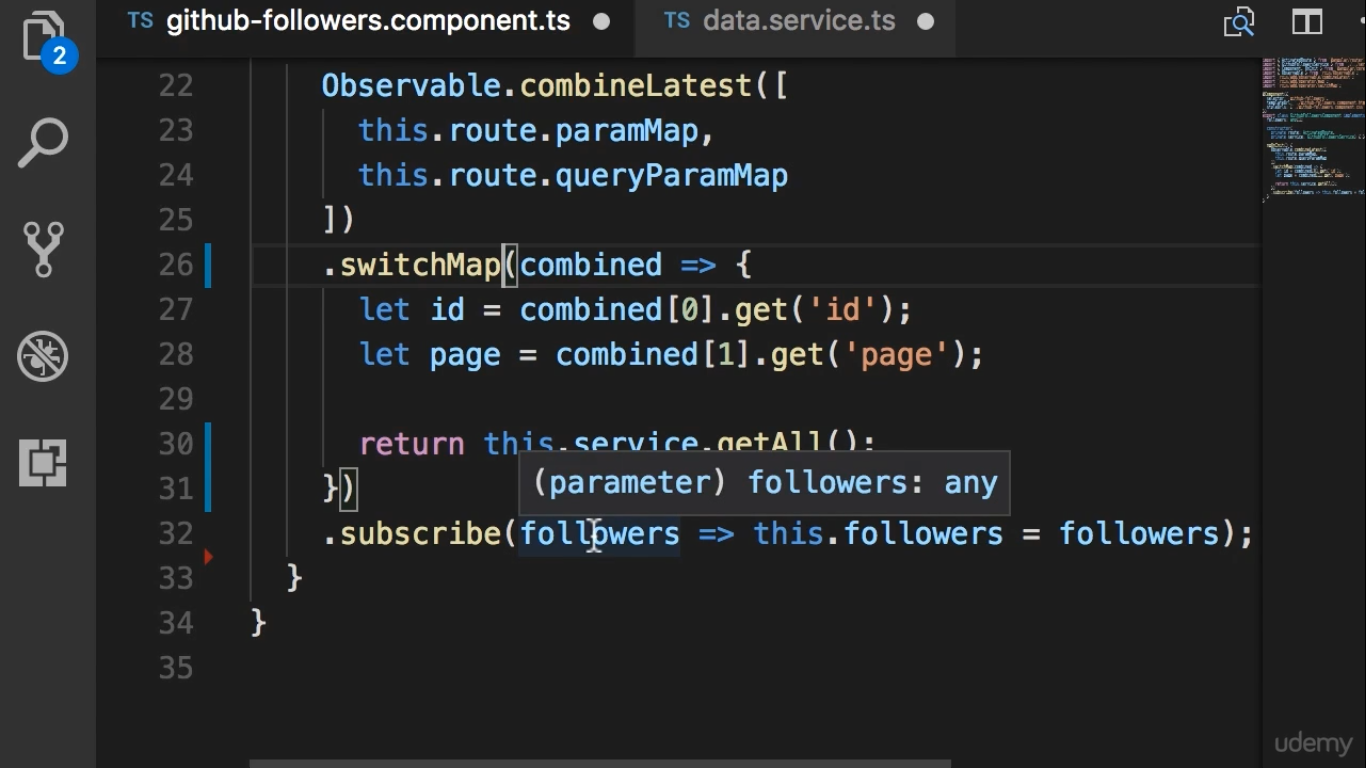 TS github-followers.component.ts
TS data.service.ts
2
22 Observable.combineLatest([
23 this.route.paramMap,
24 this.route.queryParamMap
25 ])
26 .switchMap(combined => {
27 let id = combined[0].get('id');
28 let page = combined[1].get('page');
29
30 return this.service.getAll();
(parameter) followers: any
31 })
32 .subscribe(followers => this.followers = followers);
33 }
34 }
35
udemy